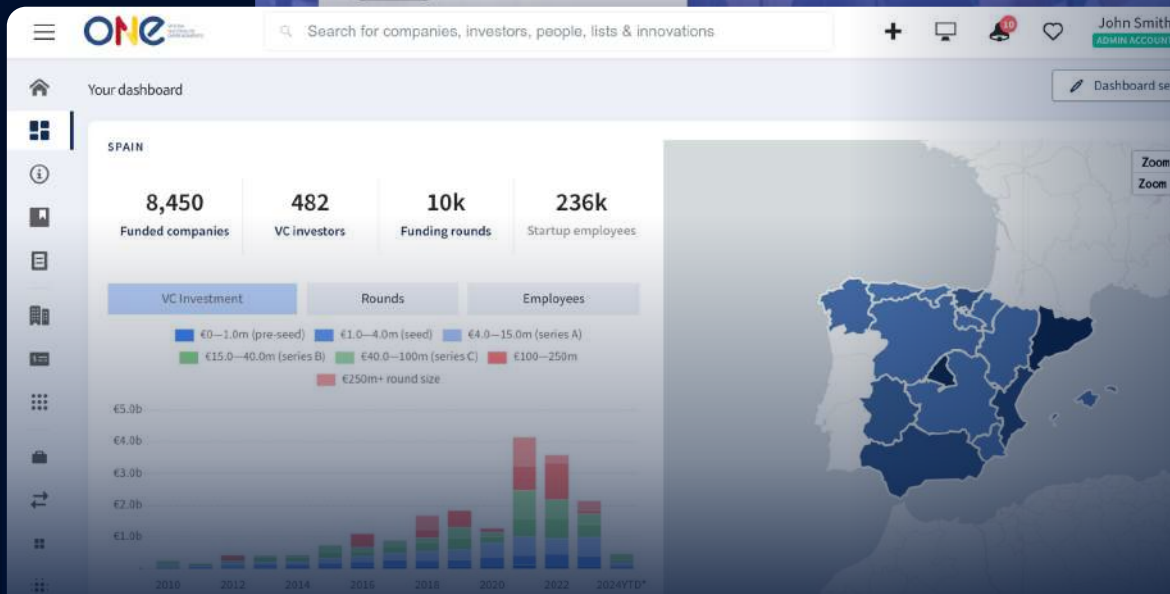 ONE
Search for companies, investors, people, lists & innovations
10
John Smith
ADMIN ACCOUNT
Your dashboard
Dashboard se
SPAIN
8,450
Funded companies
482
VC investors
10k
Funding rounds
236k
Startup employees
Zoom
Zoom
VC Investment
Rounds
Employees
€0—1.0m (pre-seed) €1.0—4.0m (seed) €4.0—15.0m (series A)
€15.0—40.0m (series B) €40.0—100m (series C) €100—250m
€250m+ round size
€5.0b
€4.0b
€3.0b
€2.0b
€1.0b
2010 2012 2014 2016 2018 2020 2022 2024YTD*